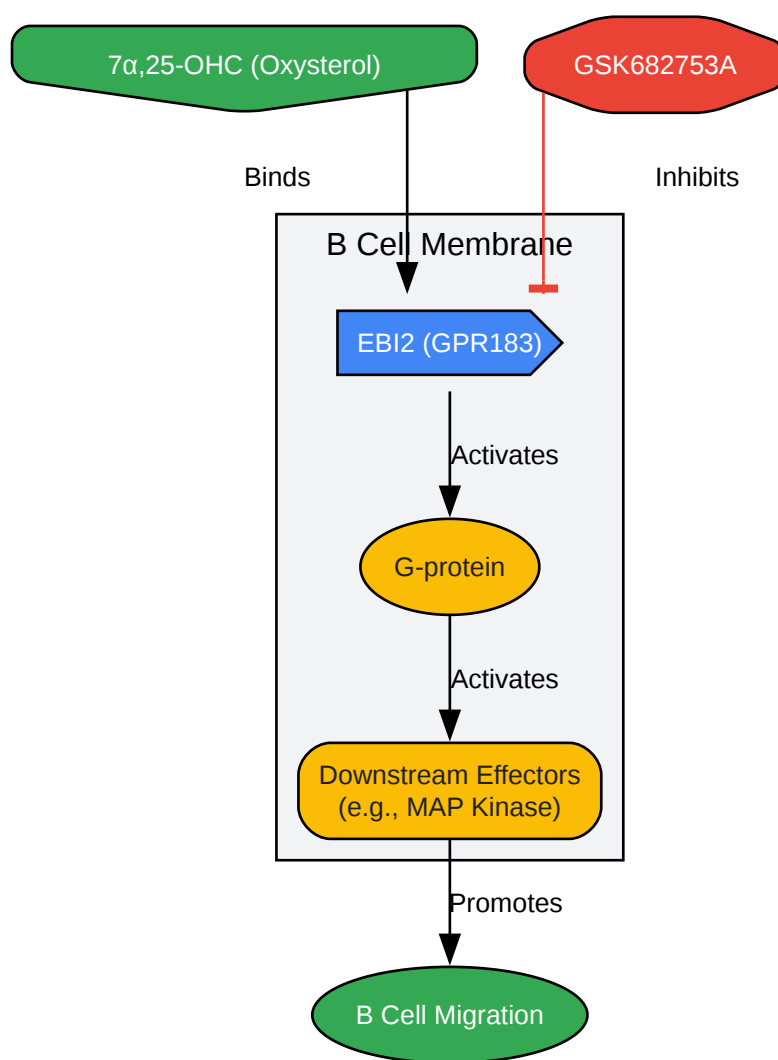 7α,25-OHC (Oxysterol)
GSK682753A
Binds
Inhibits
B Cell Membrane
EBI2 (GPR183)
Activates
G-protein
Activates
Downstream Effectors
(e.g., MAP Kinase)
Promotes
B Cell Migration